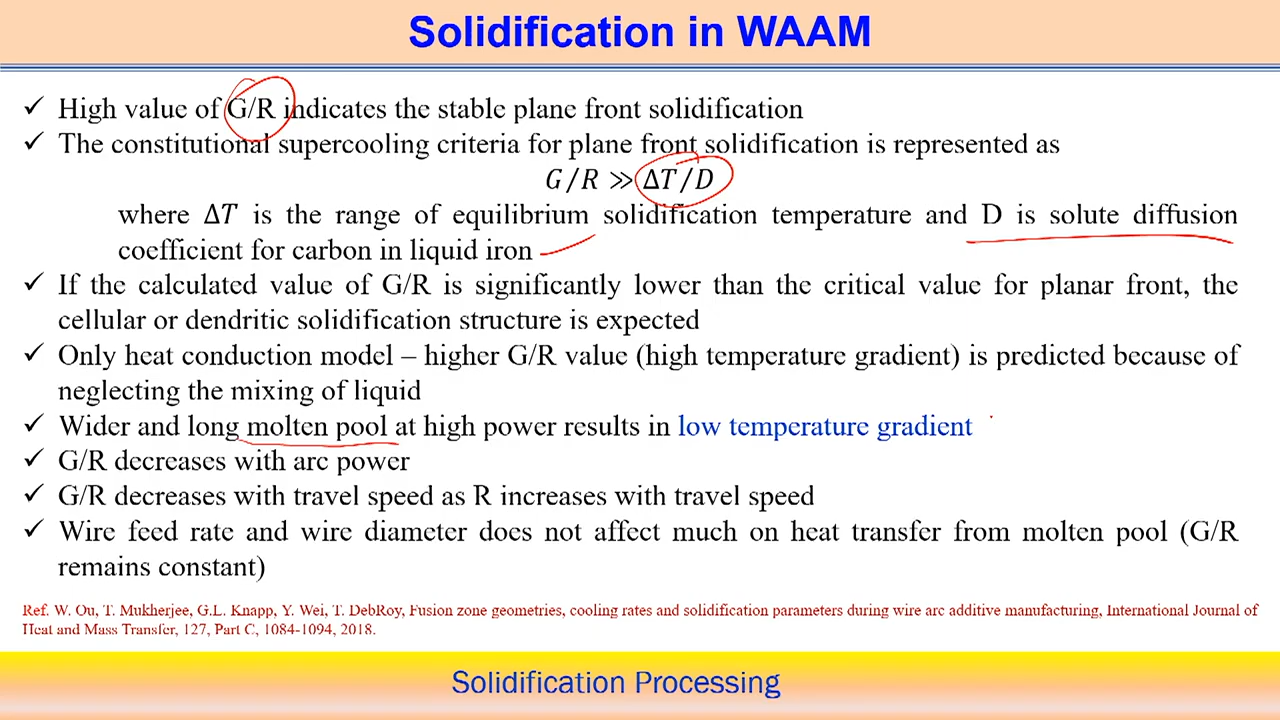 Solidification in WAAM
✓ High value of G/R indicates the stable plane front solidification
✓ The constitutional supercooling criteria for plane front solidification is represented as
G/R ≫ ΔT/D
where ΔT is the range of equilibrium solidification temperature and D is solute diffusion
coefficient for carbon in liquid iron
✓ If the calculated value of G/R is significantly lower than the critical value for planar front, the
cellular or dendritic solidification structure is expected
✓ Only heat conduction model – higher G/R value (high temperature gradient) is predicted because of
neglecting the mixing of liquid
✓ Wider and long molten pool at high power results in low temperature gradient
✓ G/R decreases with arc power
✓ G/R decreases with travel speed as R increases with travel speed
✓ Wire feed rate and wire diameter does not affect much on heat transfer from molten pool (G/R
remains constant)
Ref. W. Ou, T. Mukherjee, G.L. Knapp, Y. Wei, T. DebRoy, Fusion zone geometries, cooling rates and solidification parameters during wire arc additive manufacturing, International Journal of
Heat and Mass Transfer, 127, Part C, 1084-1094, 2018.
Solidification Processing